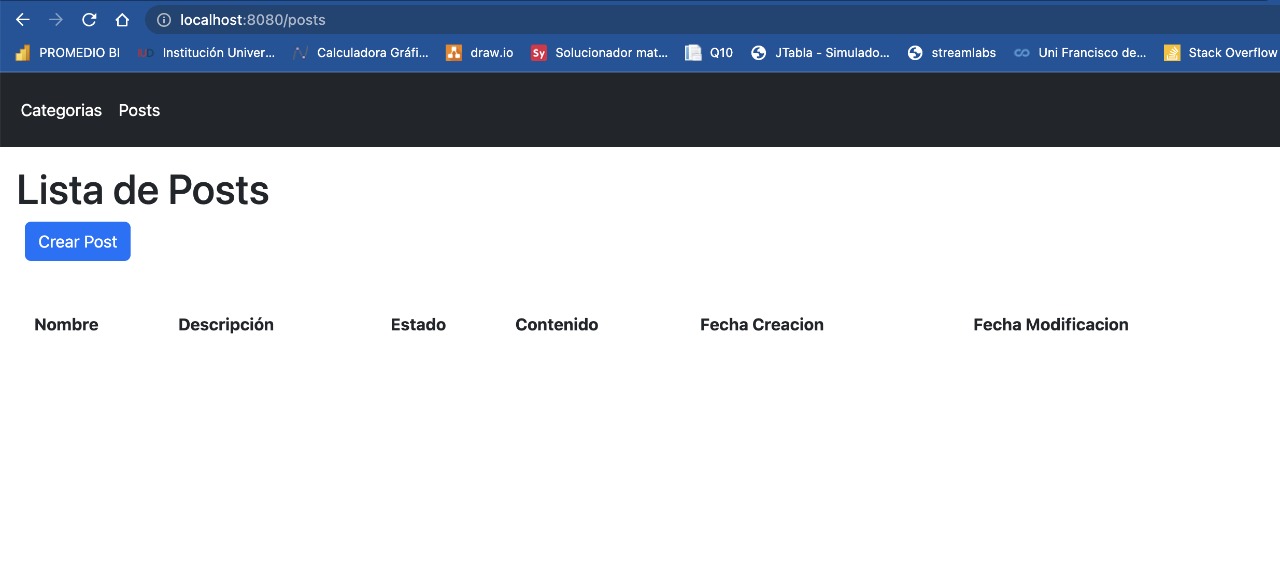 localhost:8080/posts
PROMEDIO BI Institución Univer... Calculadora Gráfi... draw.io Sy Solucionador mat... Q10 JTabla - Simulado... streamlabs Uni Francisco de... Stack Overflow
Categorias Posts
Lista de Posts
Crear Post
Nombre Descripción Estado Contenido Fecha Creacion Fecha Modificacion